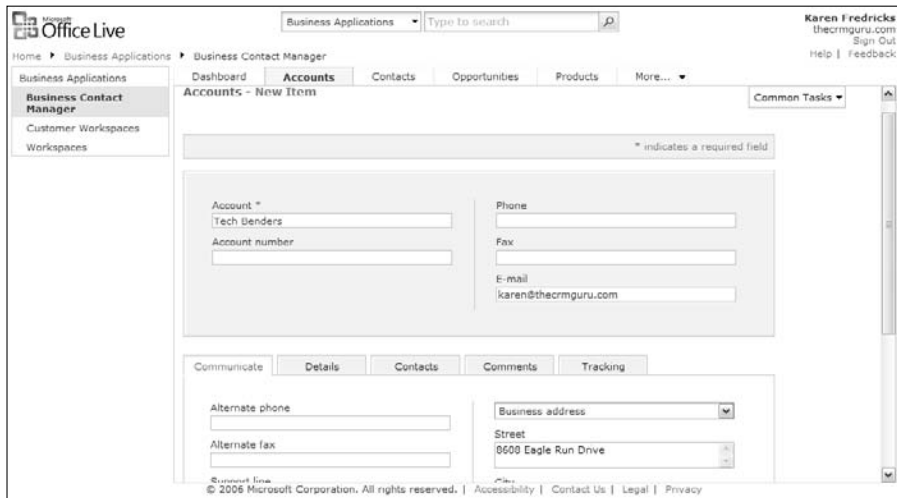 Microsoft
Office Live
Business Applications
Type to search
Karen Fredricks
thecrmguru.com
Sign Out
Help | Feedback
Home ▸ Business Applications ▸ Business Contact Manager
Business Applications
Business Contact
Manager
Customer Workspaces
Workspaces
Dashboard Accounts Contacts Opportunities Products More...
Accounts - New Item
Common Tasks
* indicates a required field
Account *
Tech Benders
Account number
Phone
Fax
E-mail
karen@thecrmguru.com
Communicate Details Contacts Comments Tracking
Alternate phone
Alternate fax
Support line
Business address
Street
8608 Eagle Run Drive
City
© 2006 Microsoft Corporation. All rights reserved. | Accessibility | Contact Us | Legal | Privacy